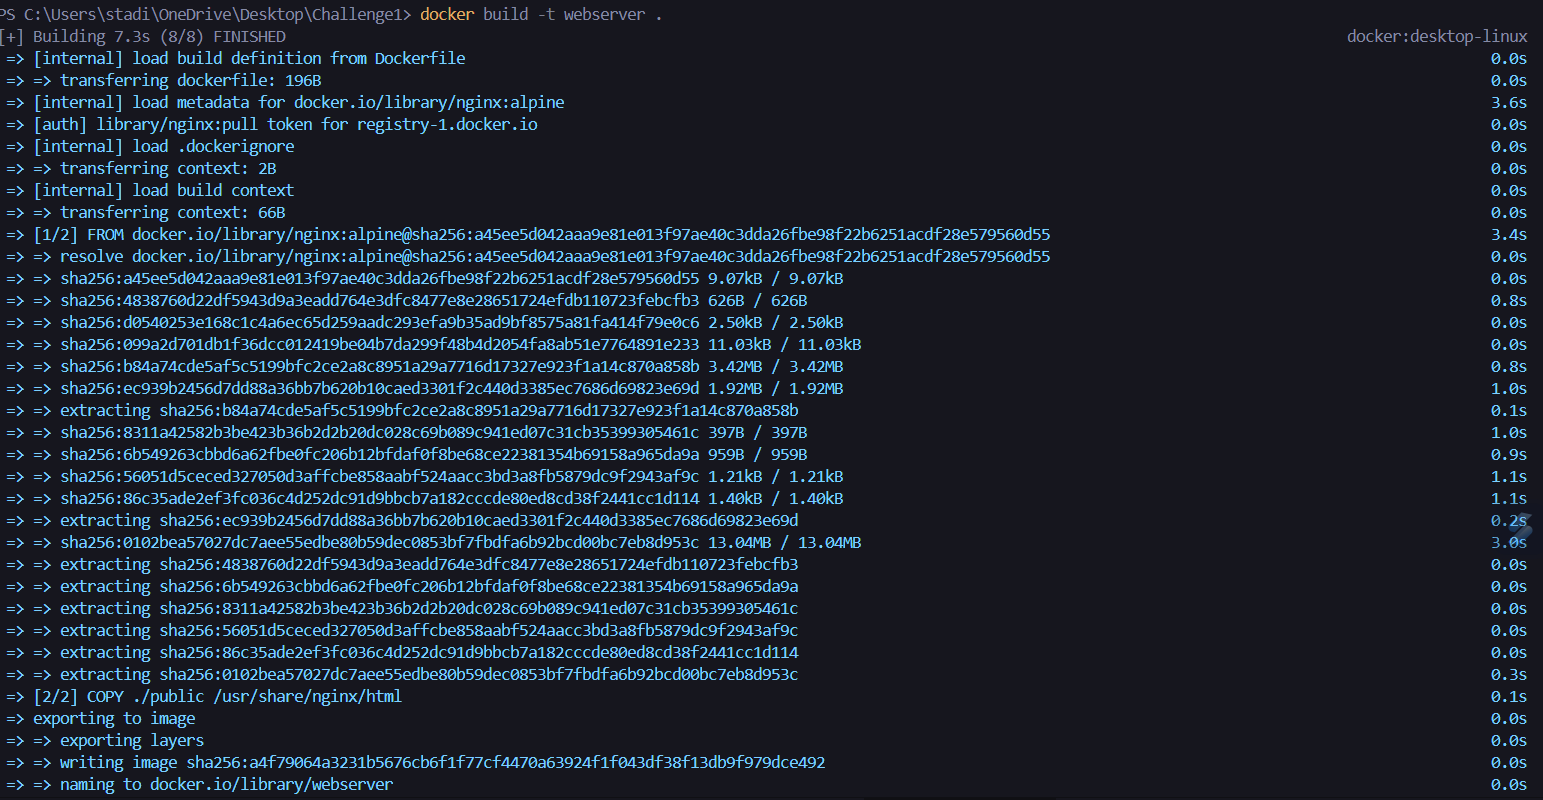 PS C:\Users\stadi\OneDrive\Desktop\Challenge1> docker build -t webserver .
[+] Building 7.3s (8/8) FINISHED docker:desktop-linux
=> [internal] load build definition from Dockerfile 0.0s
=> => transferring dockerfile: 196B 0.0s
=> [internal] load metadata for docker.io/library/nginx:alpine 3.6s
=> [auth] library/nginx:pull token for registry-1.docker.io 0.0s
=> [internal] load .dockerignore 0.0s
=> => transferring context: 2B 0.0s
=> [internal] load build context 0.0s
=> => transferring context: 66B 0.0s
=> [1/2] FROM docker.io/library/nginx:alpine@sha256:a45ee5d042aaa9e81e013f97ae40c3dda26fbe98f22b6251acdf28e579560d55 3.4s
=> => resolve docker.io/library/nginx:alpine@sha256:a45ee5d042aaa9e81e013f97ae40c3dda26fbe98f22b6251acdf28e579560d55 0.0s
=> => sha256:a45ee5d042aaa9e81e013f97ae40c3dda26fbe98f22b6251acdf28e579560d55 9.07kB / 9.07kB 0.0s
=> => sha256:4838760d22df5943d9a3eadd764e3dfc8477e8e28651724efdb110723febcfb3 626B / 626B 0.8s
=> => sha256:d0540253e168c1c4a6ec65d259aadc293efa9b35ad9bf8575a81fa414f79e0c6 2.50kB / 2.50kB 0.0s
=> => sha256:099a2d701db1f36dcc012419be04b7da299f48b4d2054fa8ab51e7764891e233 11.03kB / 11.03kB 0.0s
=> => sha256:b84a74cde5af5c5199bfc2ce2a8c8951a29a7716d17327e923f1a14c870a858b 3.42MB / 3.42MB 0.8s
=> => sha256:ec939b2456d7dd88a36bb7b620b10caed3301f2c440d3385ec7686d69823e69d 1.92MB / 1.92MB 1.0s
=> => extracting sha256:b84a74cde5af5c5199bfc2ce2a8c8951a29a7716d17327e923f1a14c870a858b 0.1s
=> => sha256:8311a42582b3be423b36b2d2b20dc028c69b089c941ed07c31cb35399305461c 397B / 397B 1.0s
=> => sha256:6b549263cbbd6a62fbe0fc206b12bfdaf0f8be68ce22381354b69158a965da9a 959B / 959B 0.9s
=> => sha256:56051d5ceced327050d3affcbe858aabf524aacc3bd3a8fb5879dc9f2943af9c 1.21kB / 1.21kB 1.1s
=> => sha256:86c35ade2ef3fc036c4d252dc91d9bbcb7a182cccde80ed8cd38f2441cc1d114 1.40kB / 1.40kB 1.1s
=> => extracting sha256:ec939b2456d7dd88a36bb7b620b10caed3301f2c440d3385ec7686d69823e69d 0.2s
=> => sha256:0102bea57027dc7aee55edbe80b59dec0853bf7fbdfa6b92bcd00bc7eb8d953c 13.04MB / 13.04MB 3.0s
=> => extracting sha256:4838760d22df5943d9a3eadd764e3dfc8477e8e28651724efdb110723febcfb3 0.0s
=> => extracting sha256:6b549263cbbd6a62fbe0fc206b12bfdaf0f8be68ce22381354b69158a965da9a 0.0s
=> => extracting sha256:8311a42582b3be423b36b2d2b20dc028c69b089c941ed07c31cb35399305461c 0.0s
=> => extracting sha256:56051d5ceced327050d3affcbe858aabf524aacc3bd3a8fb5879dc9f2943af9c 0.0s
=> => extracting sha256:86c35ade2ef3fc036c4d252dc91d9bbcb7a182cccde80ed8cd38f2441cc1d114 0.0s
=> => extracting sha256:0102bea57027dc7aee55edbe80b59dec0853bf7fbdfa6b92bcd00bc7eb8d953c 0.3s
=> [2/2] COPY ./public /usr/share/nginx/html 0.1s
=> exporting to image 0.0s
=> => exporting layers 0.0s
=> => writing image sha256:a4f79064a3231b5676cb6f1f77cf4470a63924f1f043df38f13db9f979dce492 0.0s
=> => naming to docker.io/library/webserver 0.0s